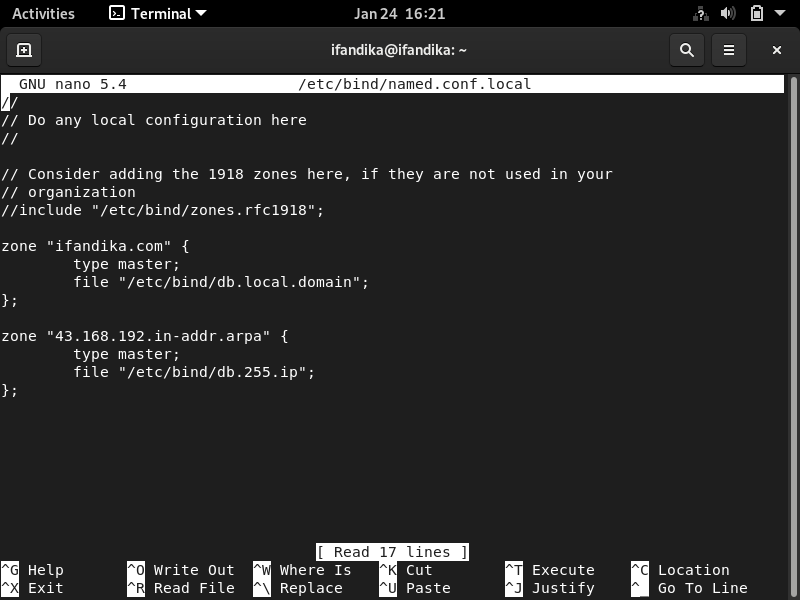 Activities Terminal Jan 24 16:21
ifandika@ifandika: ~
GNU nano 5.4 /etc/bind/named.conf.local
//
// Do any local configuration here
//
// Consider adding the 1918 zones here, if they are not used in your
// organization
//include "/etc/bind/zones.rfc1918";
zone "ifandika.com" {
        type master;
        file "/etc/bind/db.local.domain";
};
zone "43.168.192.in-addr.arpa" {
        type master;
        file "/etc/bind/db.255.ip";
};
[ Read 17 lines ]
^G Help ^O Write Out ^W Where Is ^K Cut ^T Execute ^C Location
^X Exit ^R Read File ^\ Replace ^U Paste ^J Justify ^_ Go To Line